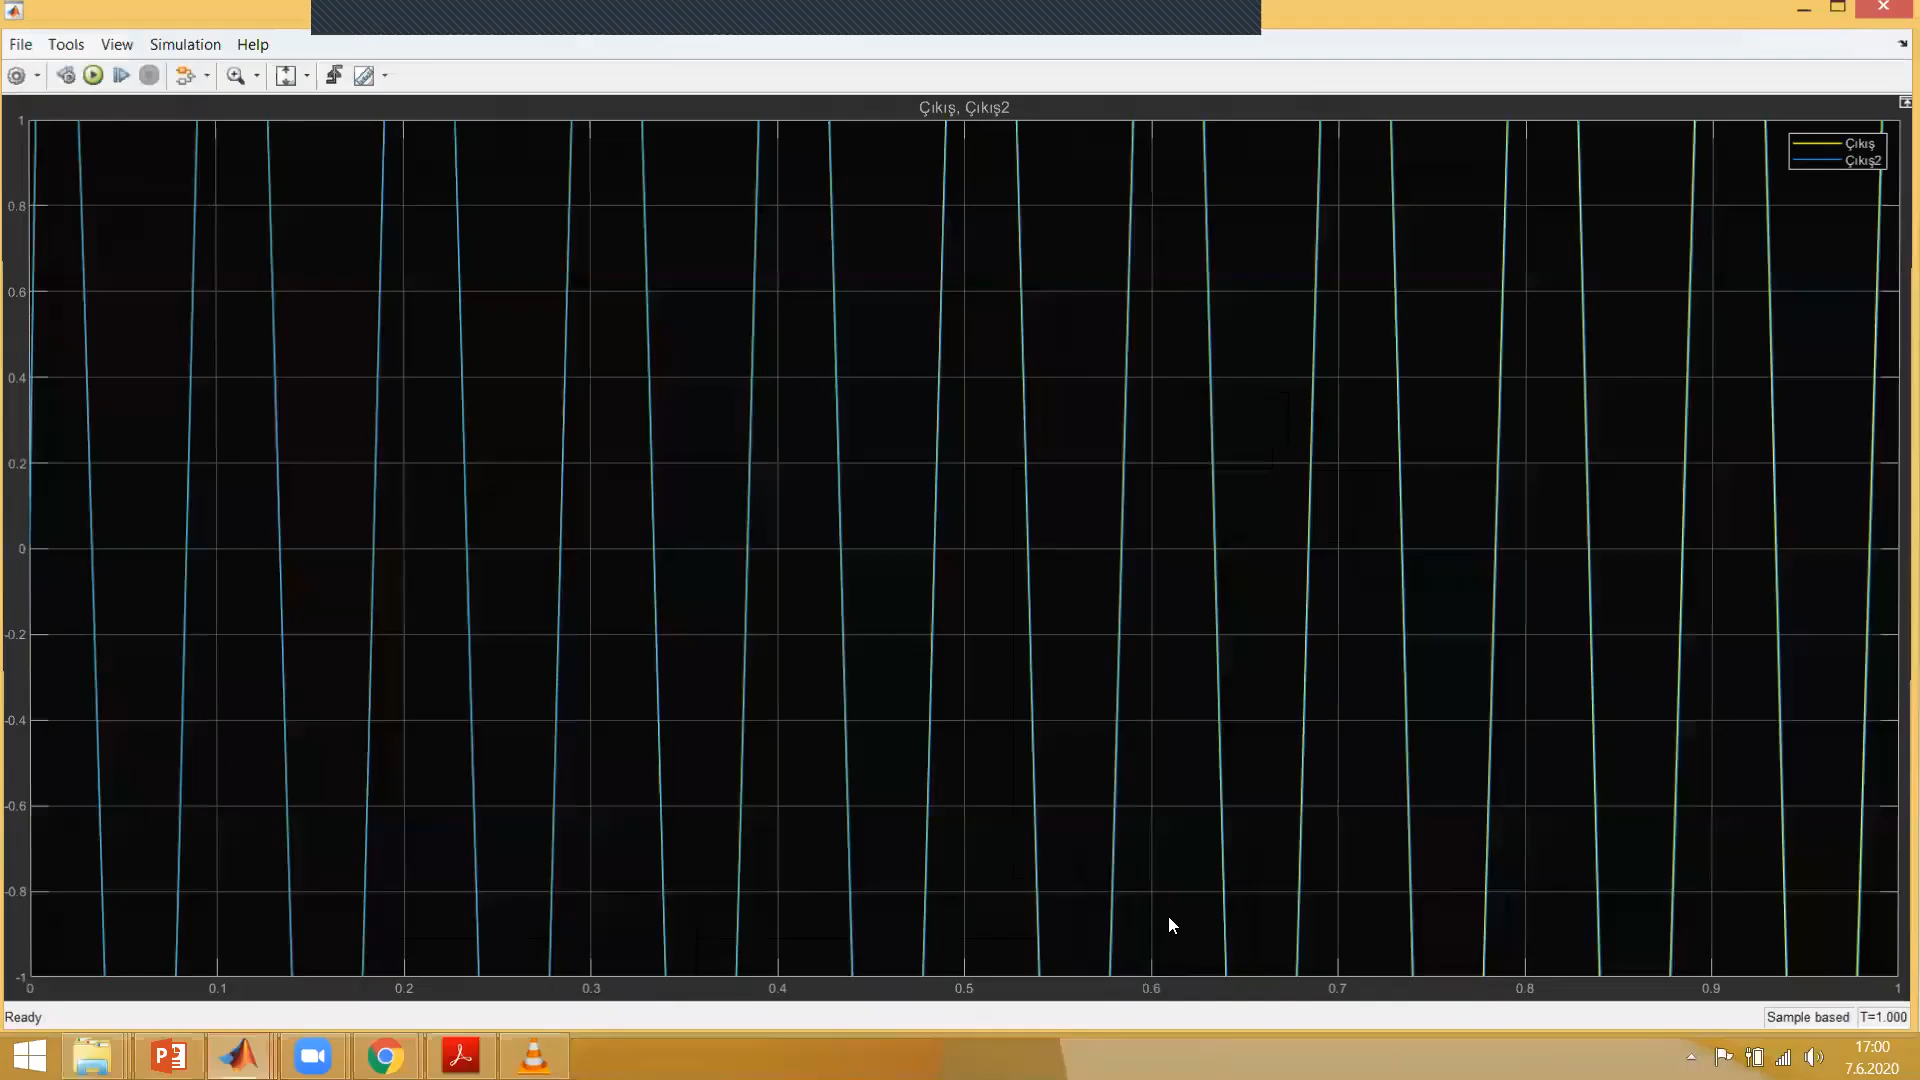 File Tools View Simulation Help
Çıkış, Çıkış2
1
0.8
0.6
0.4
0.2
0
-0.2
-0.4
-0.6
-0.8
-1
Çıkış
Çıkış2
0 0.1 0.2 0.3 0.4 0.5 0.6 0.7 0.8 0.9 1
Ready
Sample based T=1.000
17:00
7.6.2020